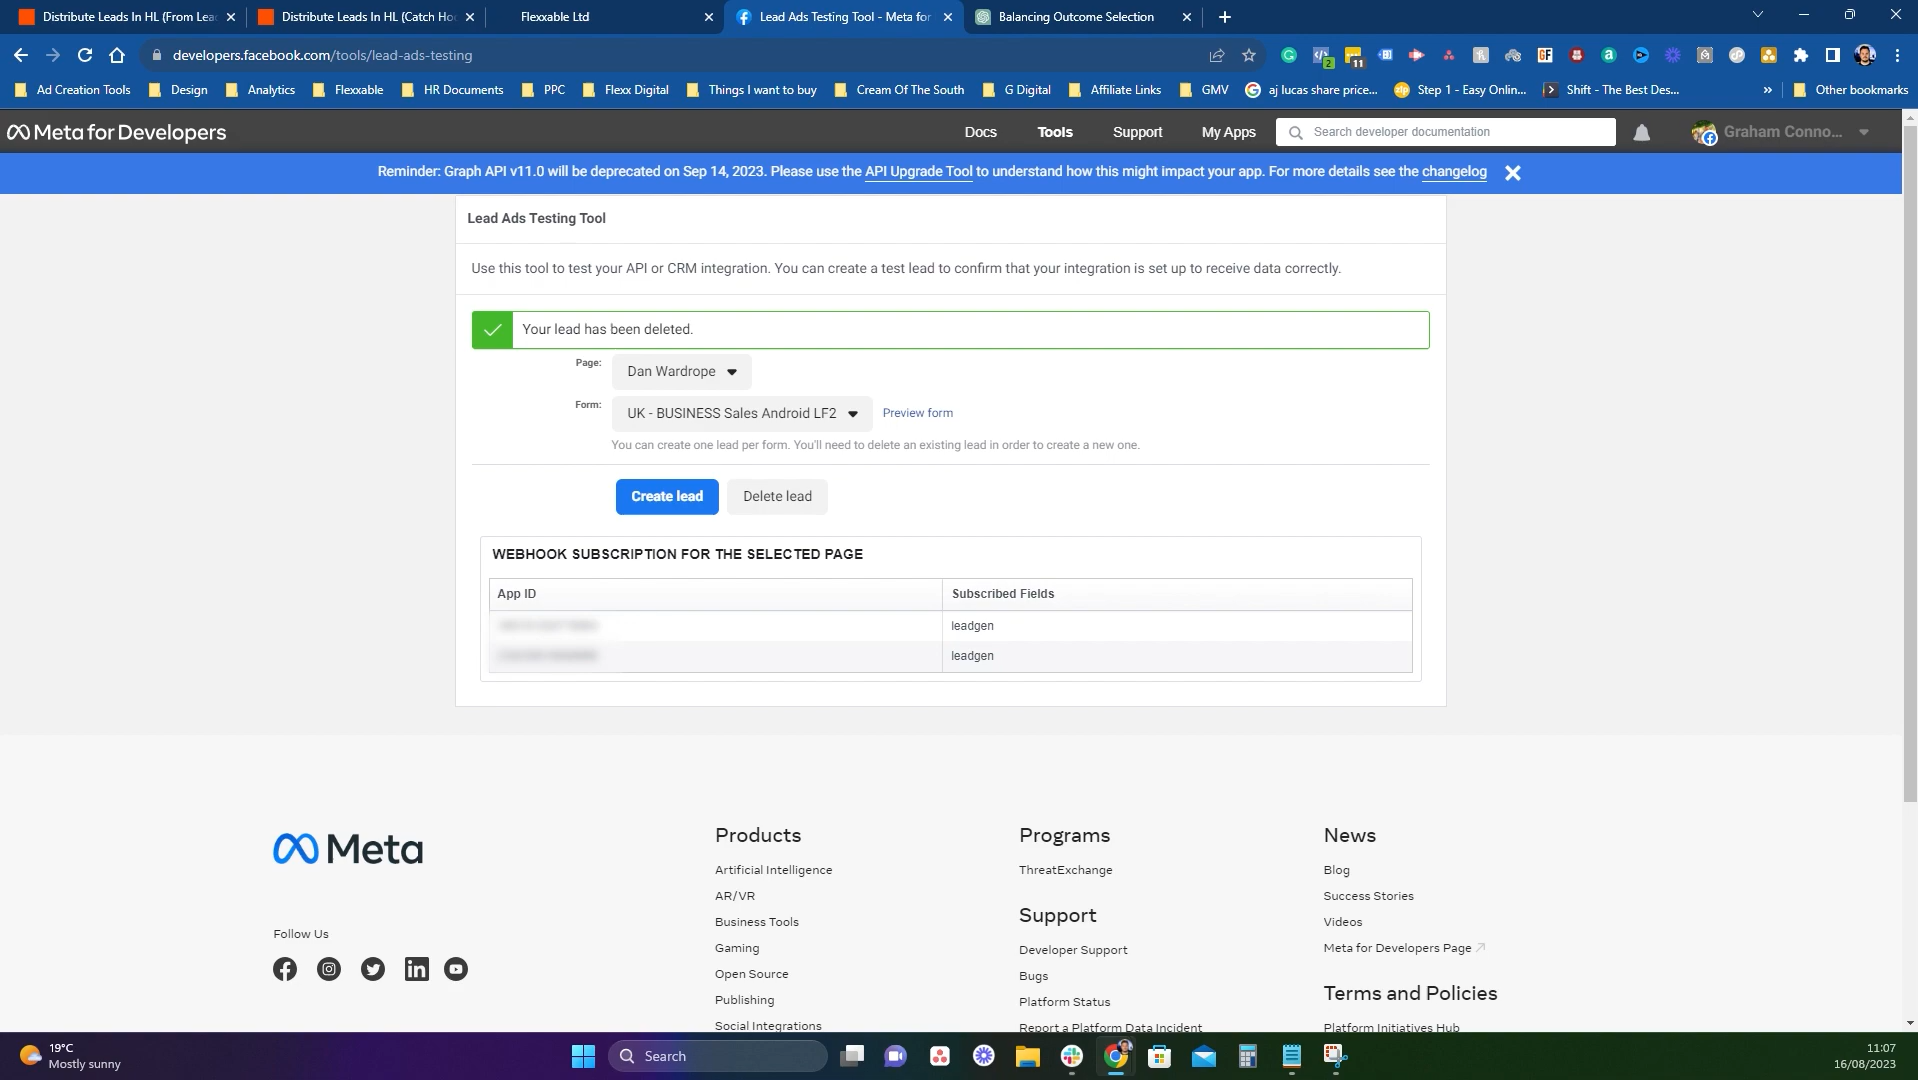 Distribute Leads In HL (From Lea
Distribute Leads In HL (Catch Ho
Flexxable Ltd
Lead Ads Testing Tool - Meta for
Balancing Outcome Selection
developers.facebook.com/tools/lead-ads-testing
2
11
GF
Ad Creation Tools
Design
Analytics
Flexxable
HR Documents
PPC
Flexx Digital
Things I want to buy
Cream Of The South
G Digital
Affiliate Links
GMV
aj lucas share price...
Step 1 - Easy Onlin...
Shift - The Best Des...
»
Other bookmarks
Meta for Developers
Docs
Tools
Support
My Apps
Search developer documentation
Graham Conno...
Reminder: Graph API v11.0 will be deprecated on Sep 14, 2023. Please use the API Upgrade Tool to understand how this might impact your app. For more details see the changelog
Lead Ads Testing Tool
Use this tool to test your API or CRM integration. You can create a test lead to confirm that your integration is set up to receive data correctly.
Your lead has been deleted.
Page:
Dan Wardrope
Form:
UK - BUSINESS Sales Android LF2
Preview form
You can create one lead per form. You'll need to delete an existing lead in order to create a new one.
Create lead
Delete lead
WEBHOOK SUBSCRIPTION FOR THE SELECTED PAGE
App ID
Subscribed Fields
leadgen
leadgen
Meta
Follow Us
Products
Artificial Intelligence
AR/VR
Business Tools
Gaming
Open Source
Publishing
Social Integrations
Programs
ThreatExchange
Support
Developer Support
Bugs
Platform Status
Report a Platform Data Incident
News
Blog
Success Stories
Videos
Meta for Developers Page
Terms and Policies
Platform Initiatives Hub
19°C
Mostly sunny
Search
11:07
16/08/2023